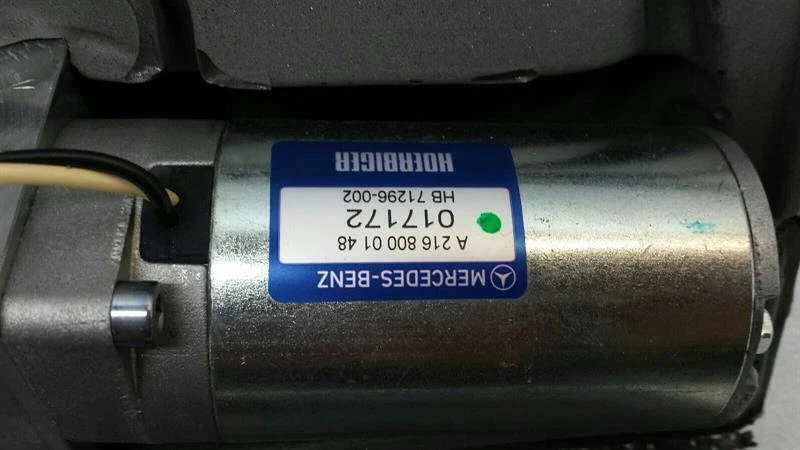 MERCEDES-BENZ
A 216 800 01 48
017172
HB 71296-002
HOERBIGER